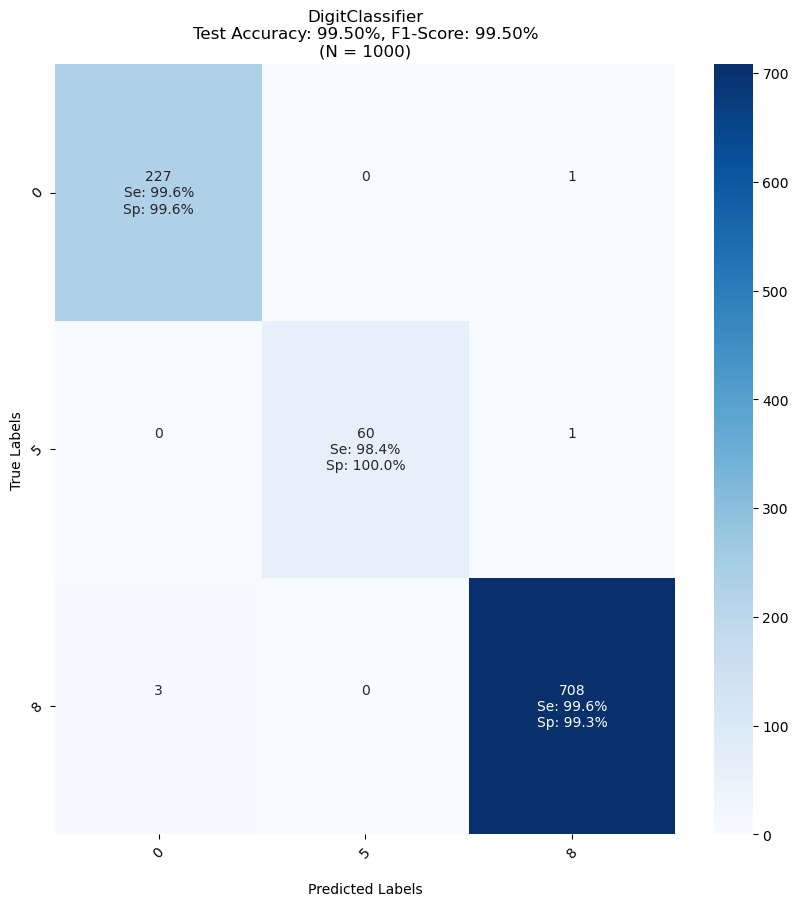 DigitClassifier
Test Accuracy: 99.50%, F1-Score: 99.50%
(N = 1000)
700
600
500
400
300
200
100
0
True Labels
0
227
Se: 99.6%
Sp: 99.6%
0
1
5
0
60
Se: 98.4%
Sp: 100.0%
1
8
3
0
708
Se: 99.6%
Sp: 99.3%
0
5
8
Predicted Labels